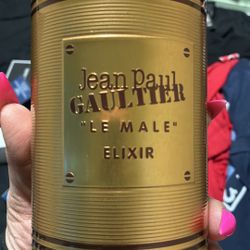 Jean Paul
GAULTIER
"LE MALE"
ELIXIR